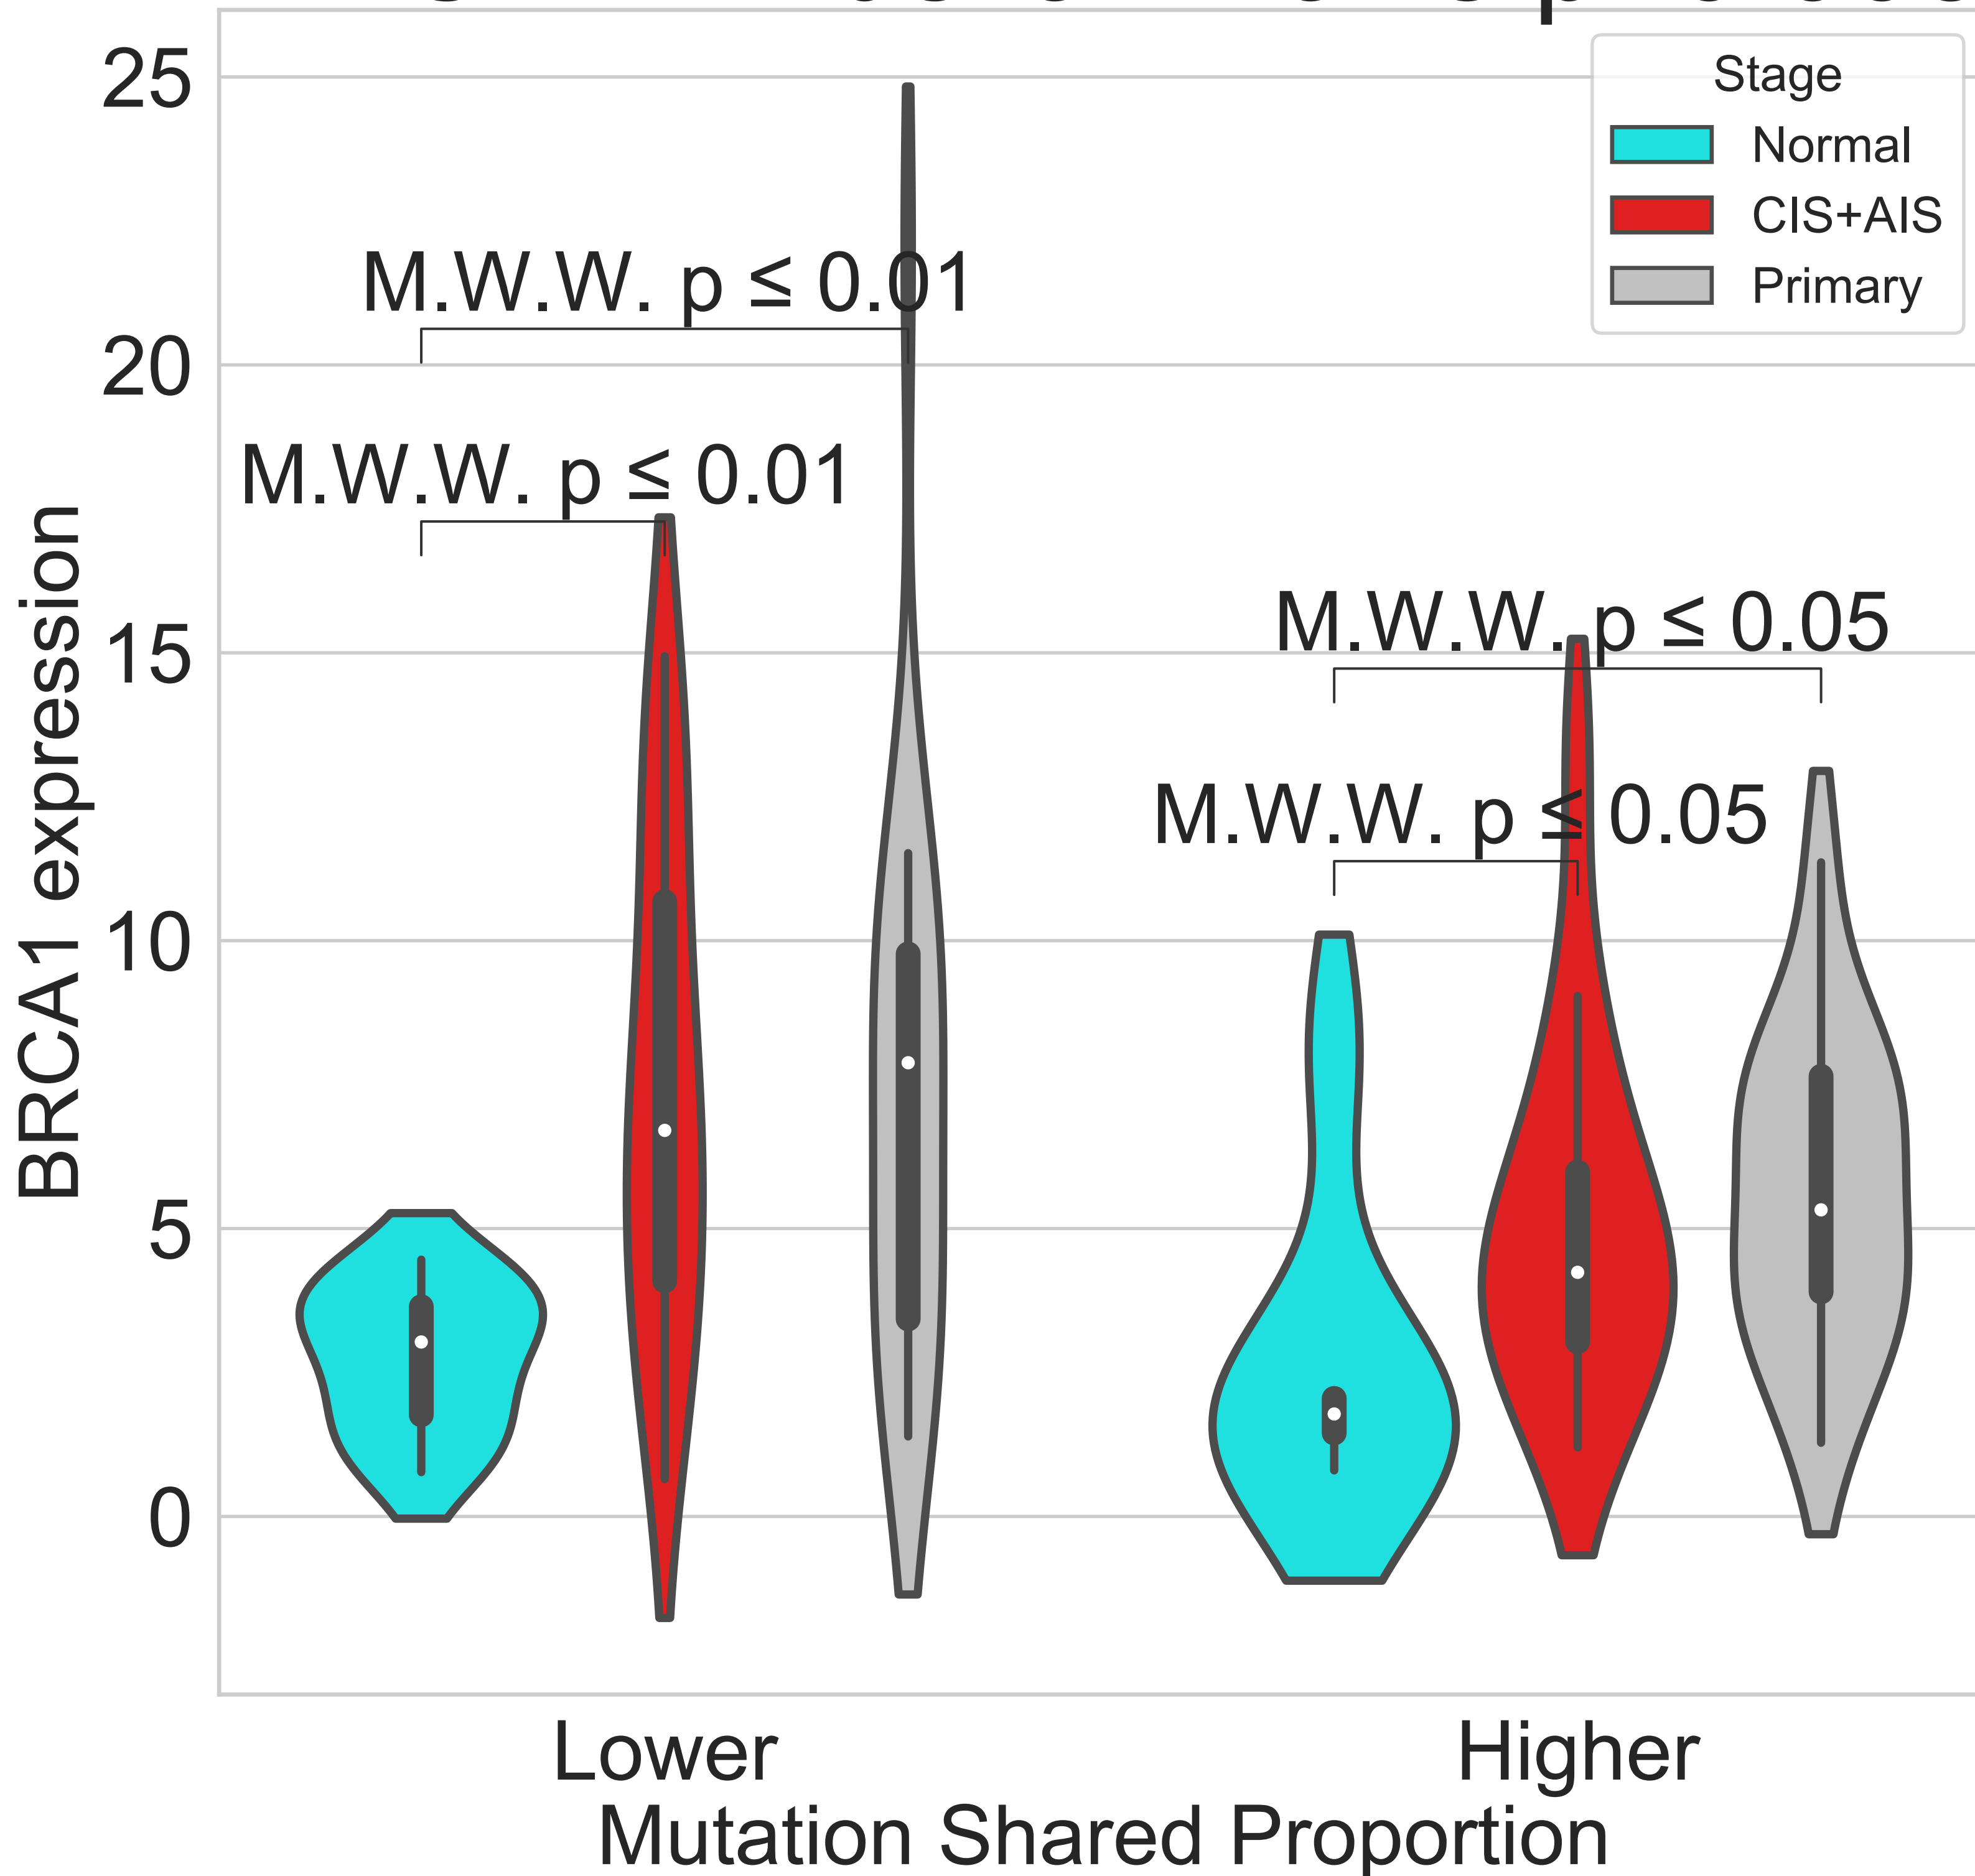 25
20
15
10
5
0
BRCA1 expression
Stage
Normal
CIS+AIS
Primary
M.W.W. p ≤ 0.01
M.W.W. p ≤ 0.01
M.W.W. p ≤ 0.05
M.W.W. p ≤ 0.05
Lower
Higher
Mutation Shared Proportion